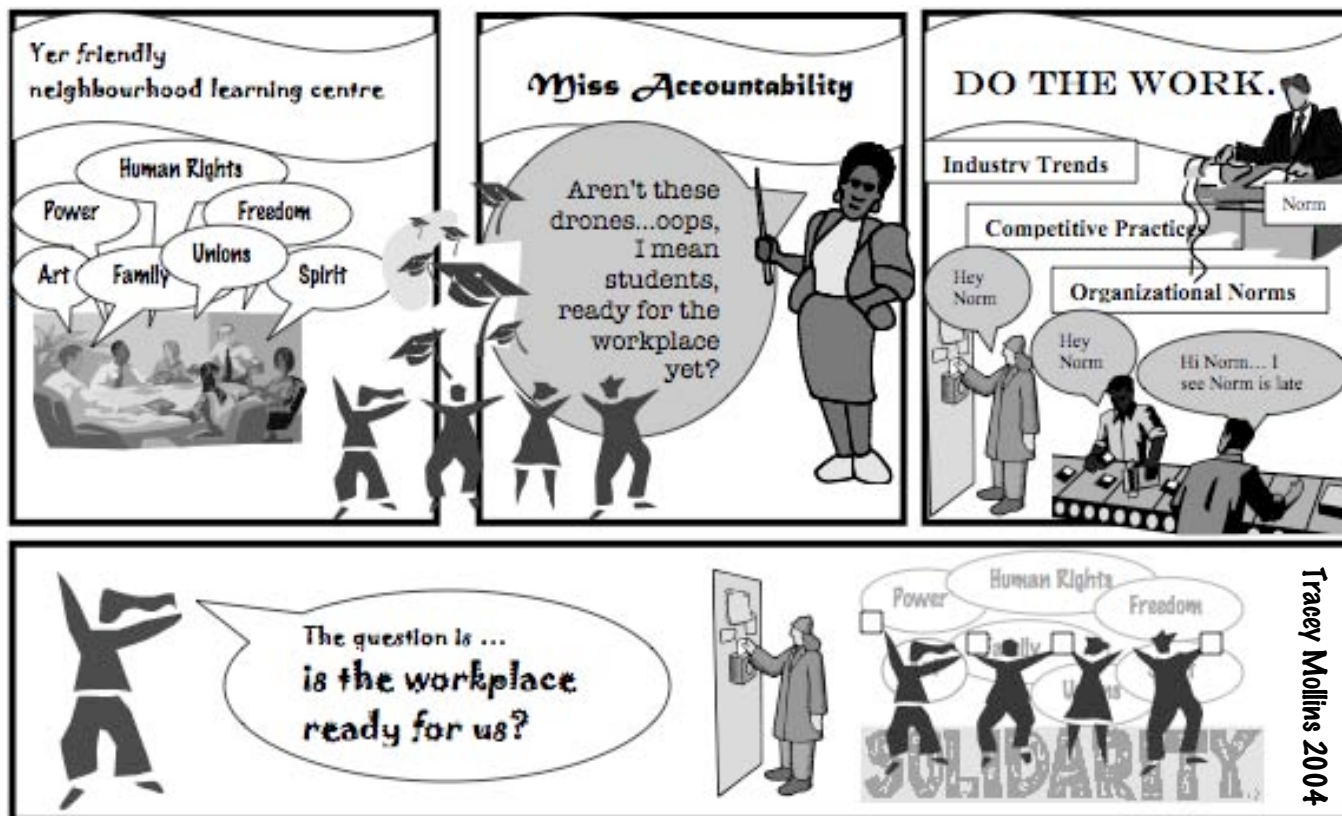 Yer friendly
neighbourhood learning centre
Human Rights
Power
Freedom
Unions
Art
Family
Spirit
Miss Accountability
Aren't these
drones...oops,
I mean
students,
ready for the
workplace
yet?
DO THE WORK.
Industry Trends
Norm
Competitive Practices
Hey
Norm
Organizational Norms
Hey
Norm
Hi Norm... I
see Norm is late
The question is ...
is the workplace
ready for us?
Human Rights
Power
Freedom
SOLIDARITY
Tracey Mollins 2004